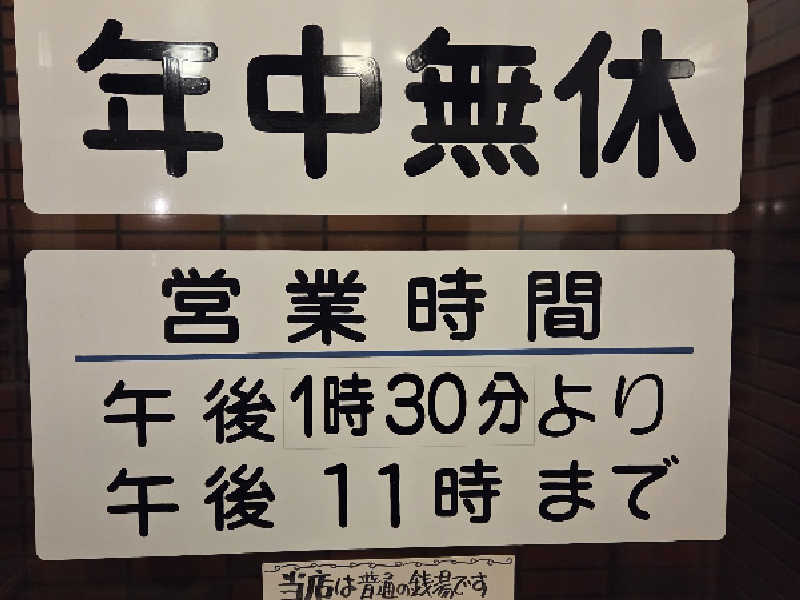 年中無休
営業時間
午後1時30分より
午後11時まで
当店は普通の銭湯です